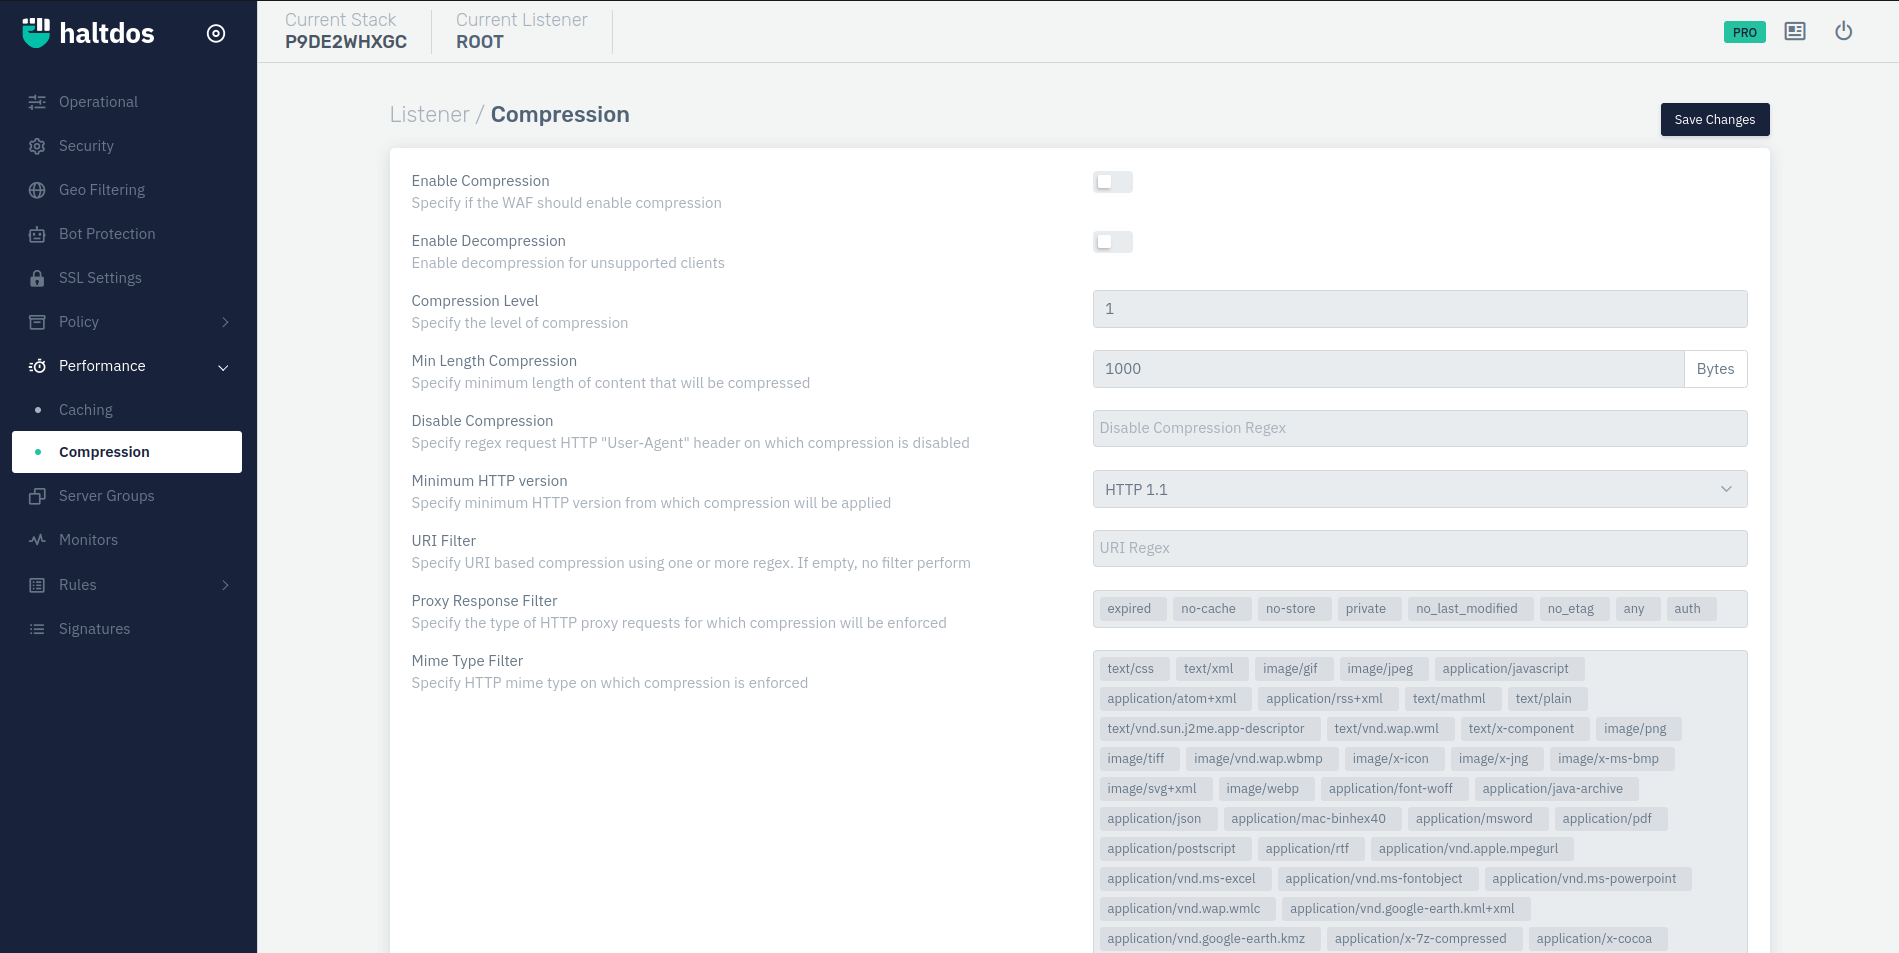 haltdos
Current Stack
P9DE2WHXGC
Current Listener
ROOT
PRO
Operational
Security
Geo Filtering
Bot Protection
SSL Settings
Policy
Performance
Caching
Compression
Server Groups
Monitors
Rules
Signatures
Listener / Compression
Save Changes
Enable Compression
Specify if the WAF should enable compression
Enable Decompression
Enable decompression for unsupported clients
Compression Level
Specify the level of compression
1
Min Length Compression
Specify minimum length of content that will be compressed
1000 Bytes
Disable Compression
Specify regex request HTTP "User-Agent" header on which compression is disabled
Disable Compression Regex
Minimum HTTP version
Specify minimum HTTP version from which compression will be applied
HTTP 1.1
URI Filter
Specify URI based compression using one or more regex. If empty, no filter perform
URI Regex
Proxy Response Filter
Specify the type of HTTP proxy requests for which compression will be enforced
expired no-cache no-store private no_last_modified no_etag any auth
Mime Type Filter
Specify HTTP mime type on which compression is enforced
text/css text/xml image/gif image/jpeg application/javascript
application/atom+xml application/rss+xml text/mathml text/plain
text/vnd.sun.j2me.app-descriptor text/vnd.wap.wml text/x-component image/png
image/tiff image/vnd.wap.wbmp image/x-icon image/x-jng image/x-ms-bmp
image/svg+xml image/webp application/font-woff application/java-archive
application/json application/mac-binhex40 application/msword application/pdf
application/postscript application/rtf application/vnd.apple.mpegurl
application/vnd.ms-excel application/vnd.ms-fontobject application/vnd.ms-powerpoint
application/vnd.wap.wmlc application/vnd.google-earth.kml+xml
application/vnd.google-earth.kmz application/x-7z-compressed application/x-cocoa